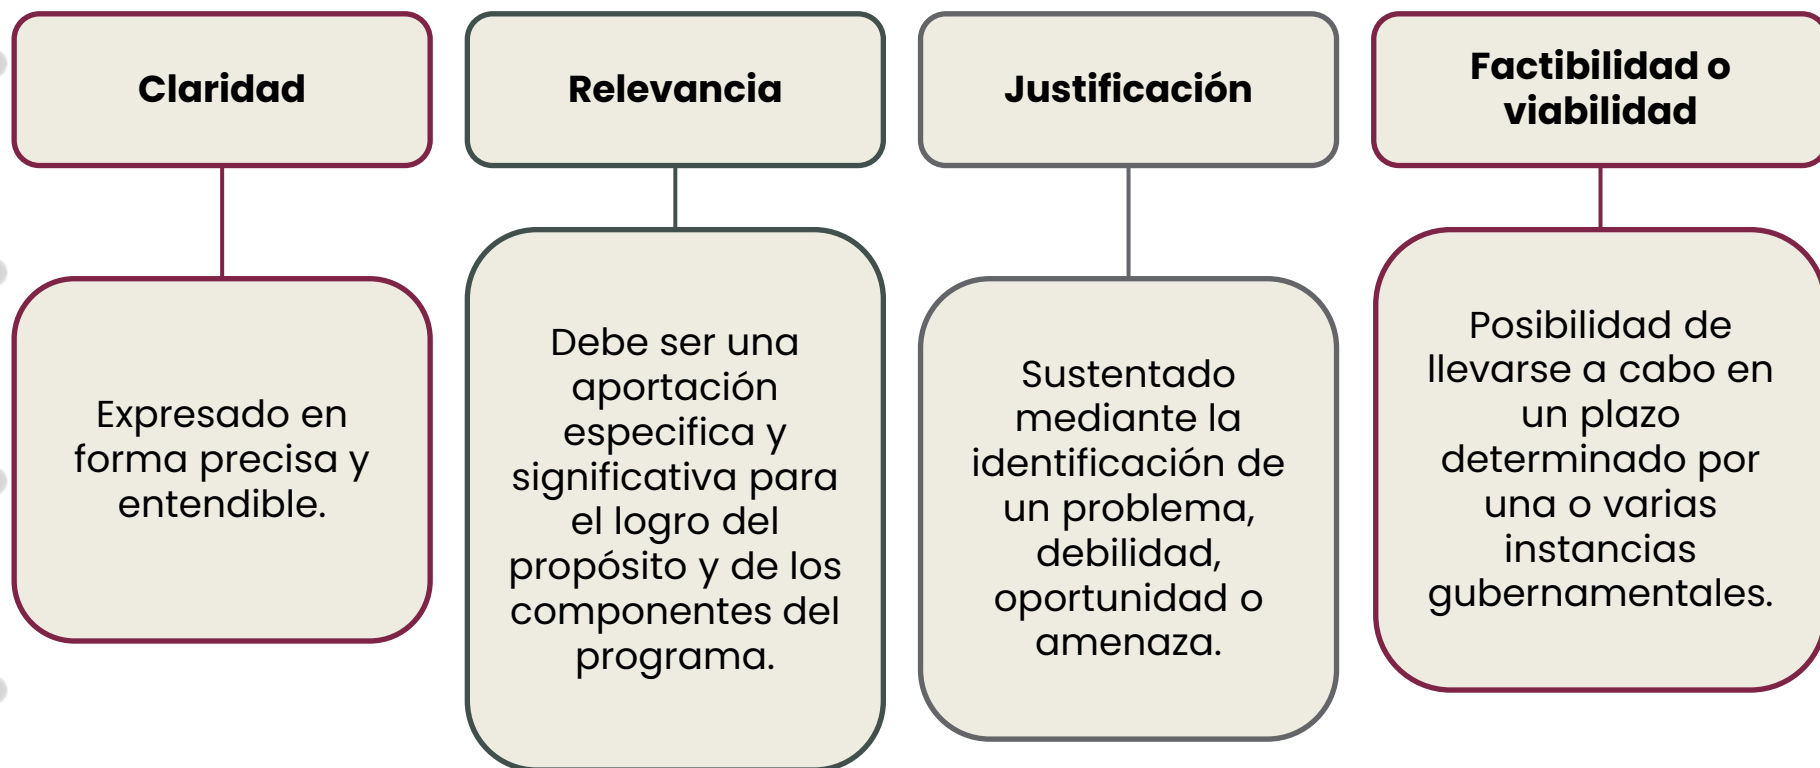 Claridad
Expresado en
forma precisa y
entendible.
Relevancia
Debe ser una
aportación
especifica y
significativa para
el logro del
propósito y de los
componentes del
programa.
Justificación
Sustentado
mediante la
identificación de
un problema,
debilidad,
oportunidad o
amenaza.
Factibilidad o
viabilidad
Posibilidad de
llevarse a cabo en
un plazo
determinado por
una o varias
instancias
gubernamentales.